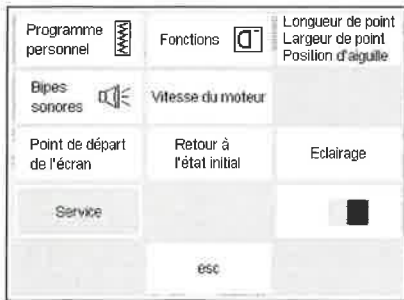 Programme
personnel
Fonctions
Longueur de point
Largeur de point
Position d'aiguille
Bipes
sonores
Vitesse du moteur
Point de départ
de l'écran
Retour à
l'état initial
Eclairage
Service
esc